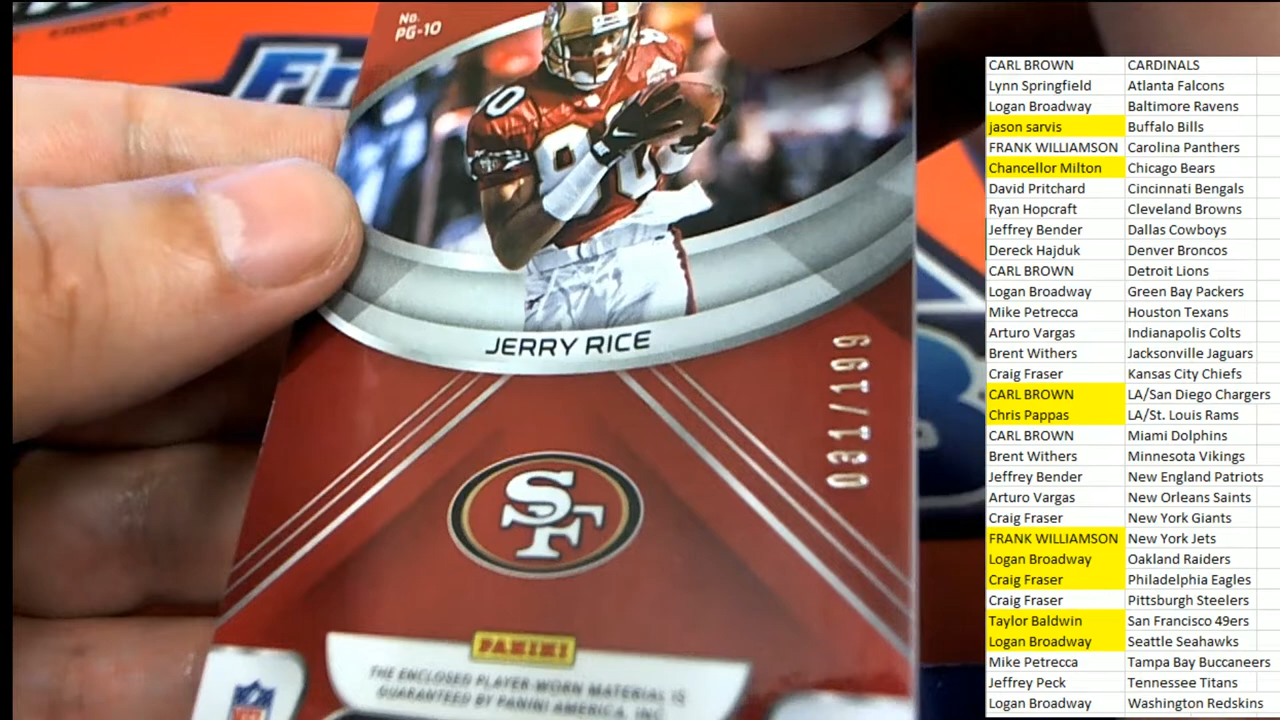 No.
PG-10
80
JERRY RICE
031/199
SF
PANINI
THE ENCLOSED PLAYER-WORN MATERIAL IS
GUARANTEED BY PANINI AMERICA, INC.
NFL
CARL BROWN CARDINALS
Lynn Springfield Atlanta Falcons
Logan Broadway Baltimore Ravens
jason sarvis Buffalo Bills
FRANK WILLIAMSON Carolina Panthers
Chancellor Milton Chicago Bears
David Pritchard Cincinnati Bengals
Ryan Hopcraft Cleveland Browns
Jeffrey Bender Dallas Cowboys
Dereck Hajduk Denver Broncos
CARL BROWN Detroit Lions
Logan Broadway Green Bay Packers
Mike Petrecca Houston Texans
Arturo Vargas Indianapolis Colts
Brent Withers Jacksonville Jaguars
Craig Fraser Kansas City Chiefs
CARL BROWN LA/San Diego Chargers
Chris Pappas LA/St. Louis Rams
CARL BROWN Miami Dolphins
Brent Withers Minnesota Vikings
Jeffrey Bender New England Patriots
Arturo Vargas New Orleans Saints
Craig Fraser New York Giants
FRANK WILLIAMSON New York Jets
Logan Broadway Oakland Raiders
Craig Fraser Philadelphia Eagles
Craig Fraser Pittsburgh Steelers
Taylor Baldwin San Francisco 49ers
Logan Broadway Seattle Seahawks
Mike Petrecca Tampa Bay Buccaneers
Jeffrey Peck Tennessee Titans
Logan Broadway Washington Redskins